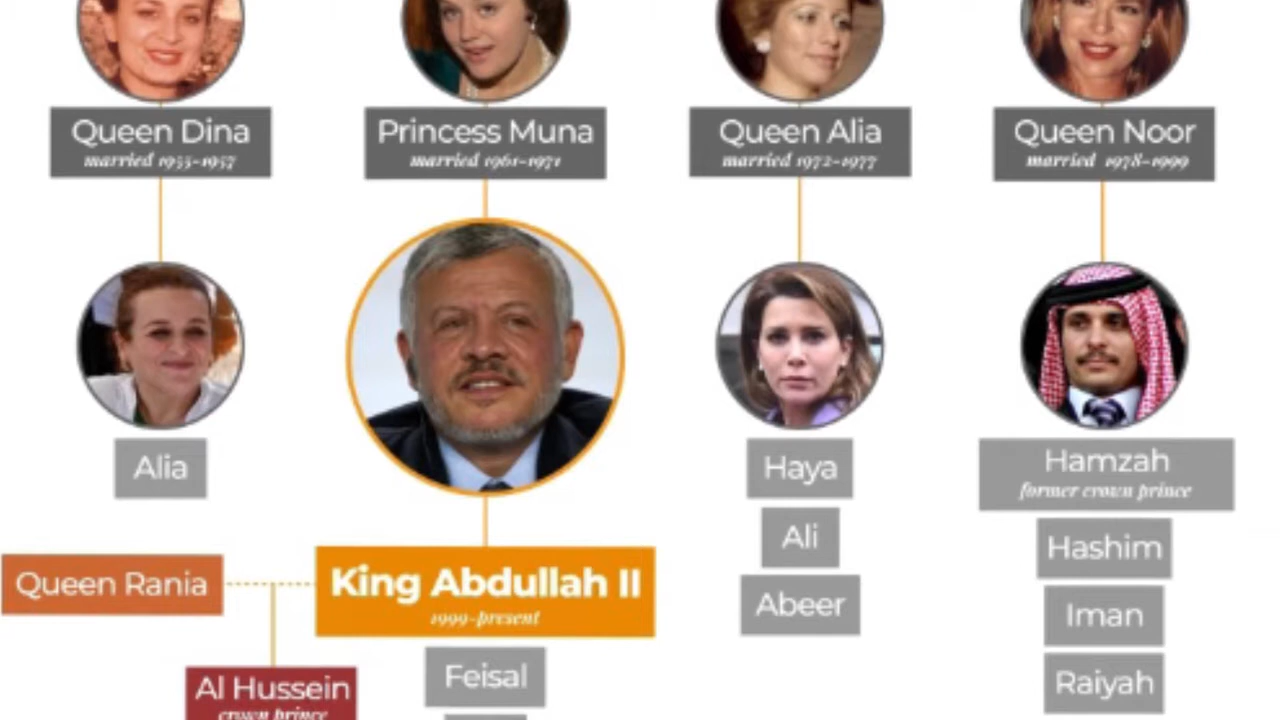 Queen Dina
married 1955-1957
Princess Muna
married 1961-1971
Queen Alia
married 1972-1977
Queen Noor
married 1978-1999
Alia
Haya
Hamzah
former crown prince
Ali
Hashim
Queen Rania
King Abdullah II
1999-present
Abeer
Iman
Feisal
Raiyah
Al Hussein
crown prince